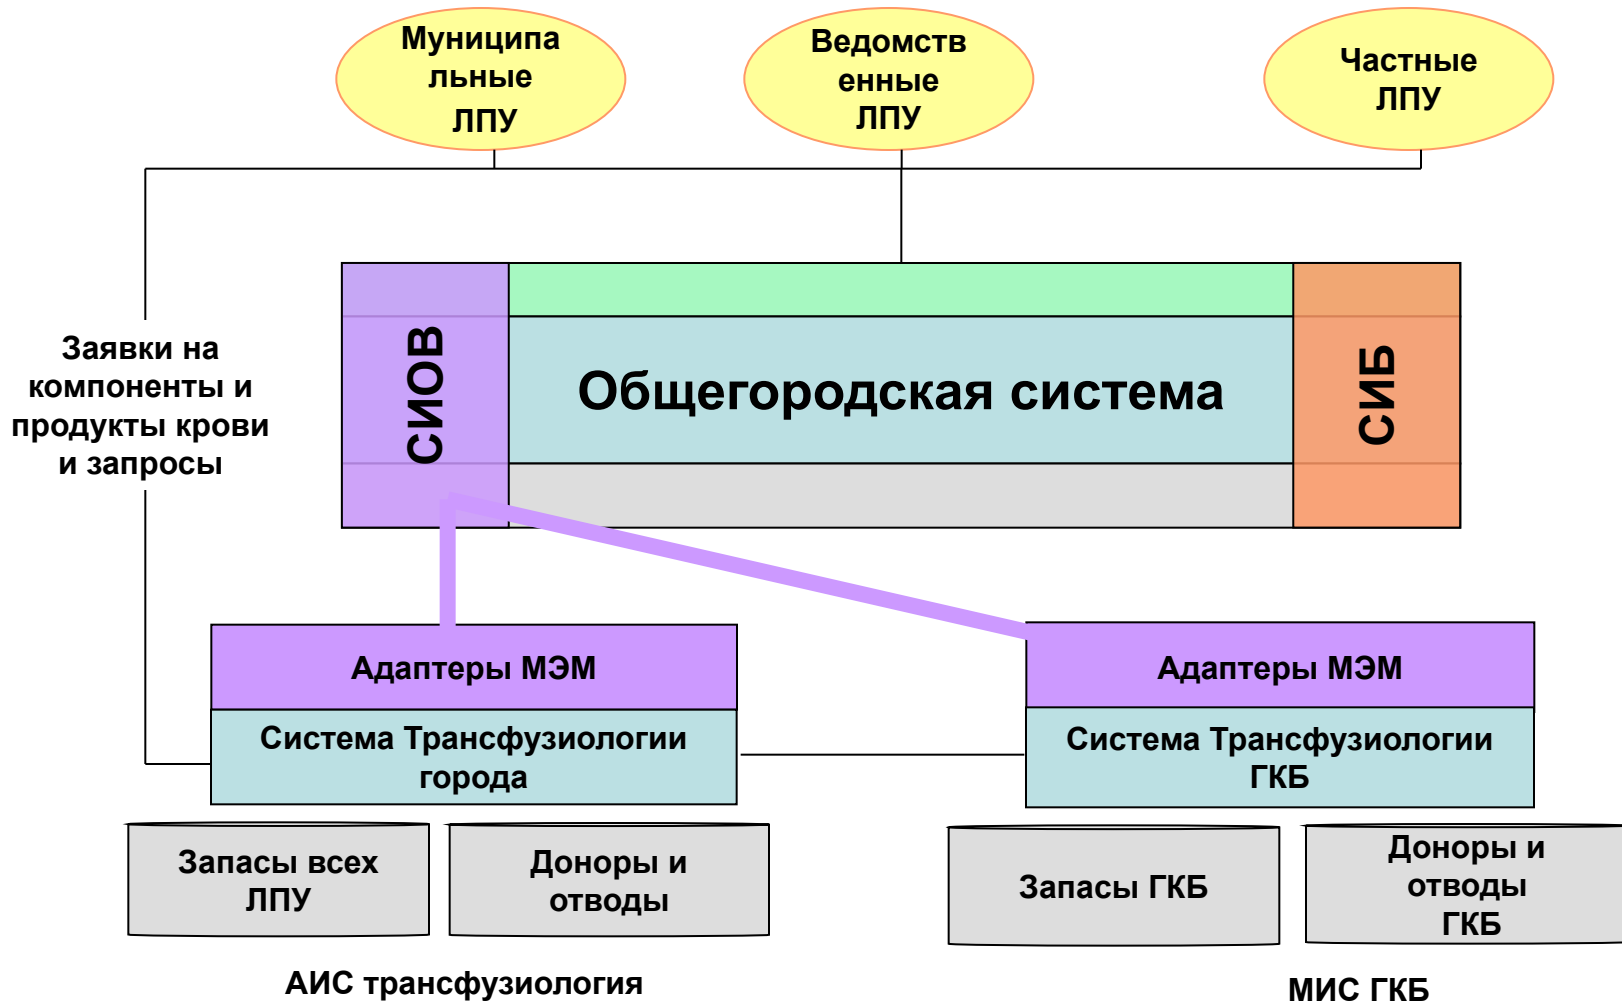 Муниципа
льные
ЛПУ
Ведомств
енные
ЛПУ
Частные
ЛПУ
Заявки на
компоненты и
продукты крови
и запросы
СИОВ
Общегородская система
СИБ
Адаптеры МЭМ
Система Трансфузиологии
города
Адаптеры МЭМ
Система Трансфузиологии
ГКБ
Запасы всех
ЛПУ
Доноры и
отводы
Запасы ГКБ
Доноры и
отводы
ГКБ
АИС трансфузиология
МИС ГКБ